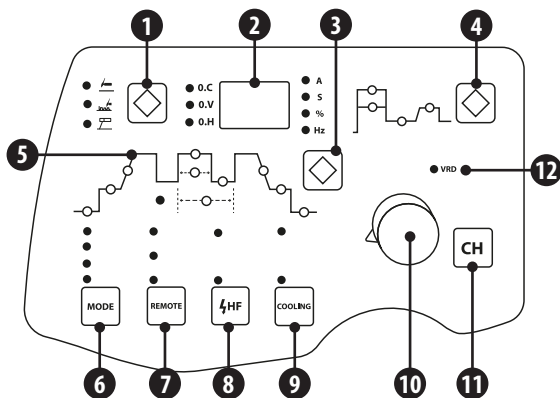 1 2 3 4
0.C A
0.V S
0.H %
Hz
5
VRD 12
CH
MODE REMOTE HF COOLING
6 7 8 9 10 11